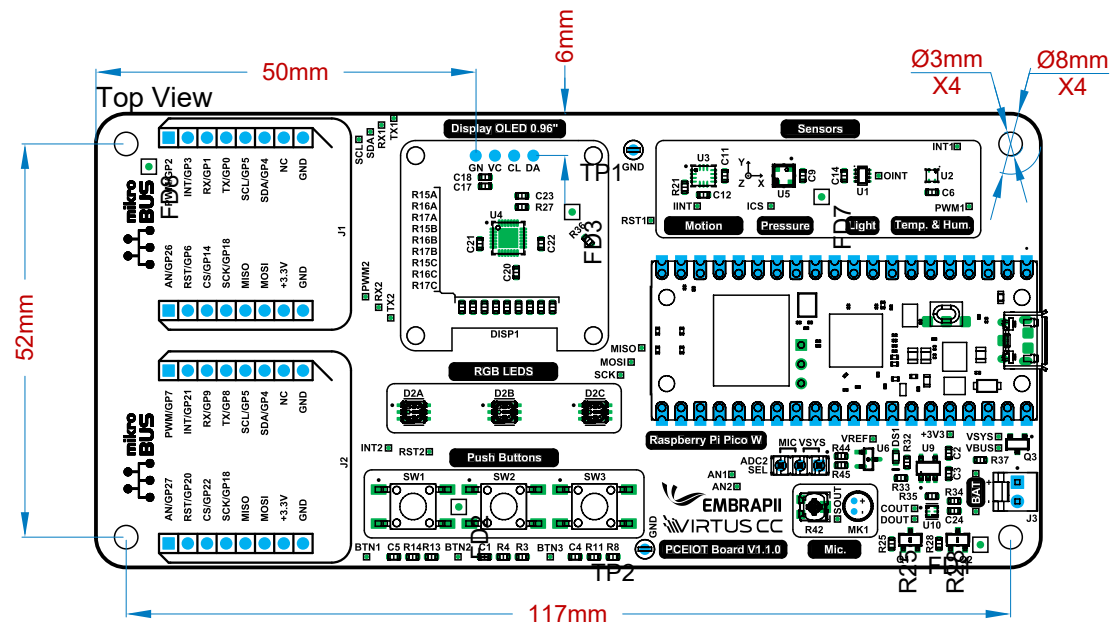 50mm
6mm
Ø3mm
X4
Ø8mm
X4
Top View
52mm
117mm
Display OLED 0.96"
Sensors
SCL
SDA
RX1
TX1
PWM/GP2
INT/GP3
RX/GP1
TX/GP0
SCL/GP5
SDA/GP4
NC
GND
mikro
BUS
J1
AN/GP26
RST/GP6
CS/GP14
SCK/GP18
MISO
MOSI
+3.3V
GND
GN VC CL DA
C18
C17
R15A
R16A
R17A
R15B
R16B
R17B
R15C
R16C
R17C
U4
C23
R27
C21
C22
C20
R36
FD3
DISP1
TP1
GND
RST1
PWM2
RX2
TX2
U3
C11
R21
C12
IINT
Y
Z X
U5
C9
ICS
C14
U1
OINT
FD7
INT1
U2
C6
PWM1
Motion
Pressure
Light
Temp. & Hum.
MISO
MOSI
SCK
RGB LEDS
D2A
D2B
D2C
PWM/GP7
INT/GP21
RX/GP9
TX/GP8
SCL/GP5
SDA/GP4
NC
GND
mikro
BUS
J2
AN/GP27
RST/GP20
CS/GP22
SCK/GP18
MISO
MOSI
+3.3V
GND
INT2
RST2
Push Buttons
SW1
SW2
SW3
BTN1
C5
R14
R13
BTN2
C1
R4
R3
BTN3
C4
R11
R8
GND
TP2
Raspberry Pi Pico W
MIC VSYS
ADC2
SEL
VREF
R44
R45
U6
DS1
R32
+3V3
U9
C2
C3
VSYS
VBUS
Q3
R37
AN1
AN2
EMBRAPII
VIRTUS CC
PCEIOT Board V1.1.0
SOUT
R42
MK1
Mic.
R33
R35
R34
COUT
DOUT
U10
C24
BAT
+
-
J3
R25
R28
R25